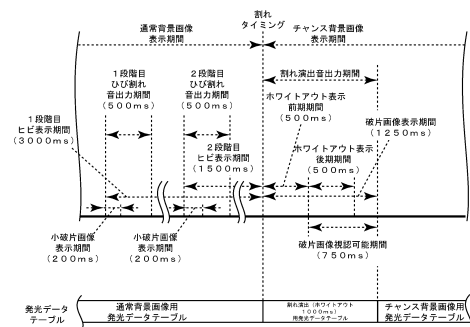 割れ
タイミング
通常背景画像
表示期間
チャンス背景画像
表示期間
1段階目
ひび割れ
音出力期間
(500ms)
2段階目
ひび割れ
音出力期間
(500ms)
割れ演出音出力期間
ホワイトアウト表示
前期期間
(500ms)
1段階目
ヒビ表示期間
(3000ms)
破片画像表示期間
(1250ms)
2段階目
ヒビ表示期間
(1500ms)
ホワイトアウト表示
後期期間
(500ms)
小破片画像
表示期間
(200ms)
小破片画像
表示期間
(200ms)
破片画像視認可能期間
(750ms)
発光データ
テーブル
通常背景画像用
発光データテーブル
割れ演出(ホワイトアウト
1000ms)
用発光データテーブル
チャンス背景画像用
発光データテーブル